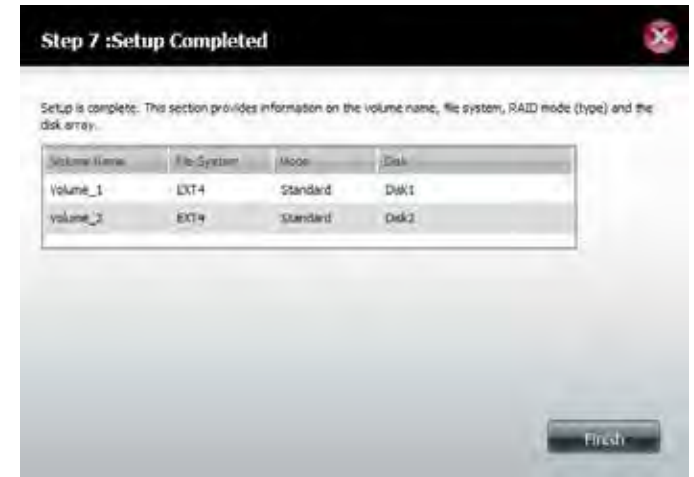 Step 7 :Setup Completed
Setup is complete. This section provides information on the volume name, file system, RAID mode (type) and the
disk array.
Volume Name File System Mode Disk
Volume_1 EXT4 Standard Disk1
Volume_2 EXT4 Standard Disk2
Finish